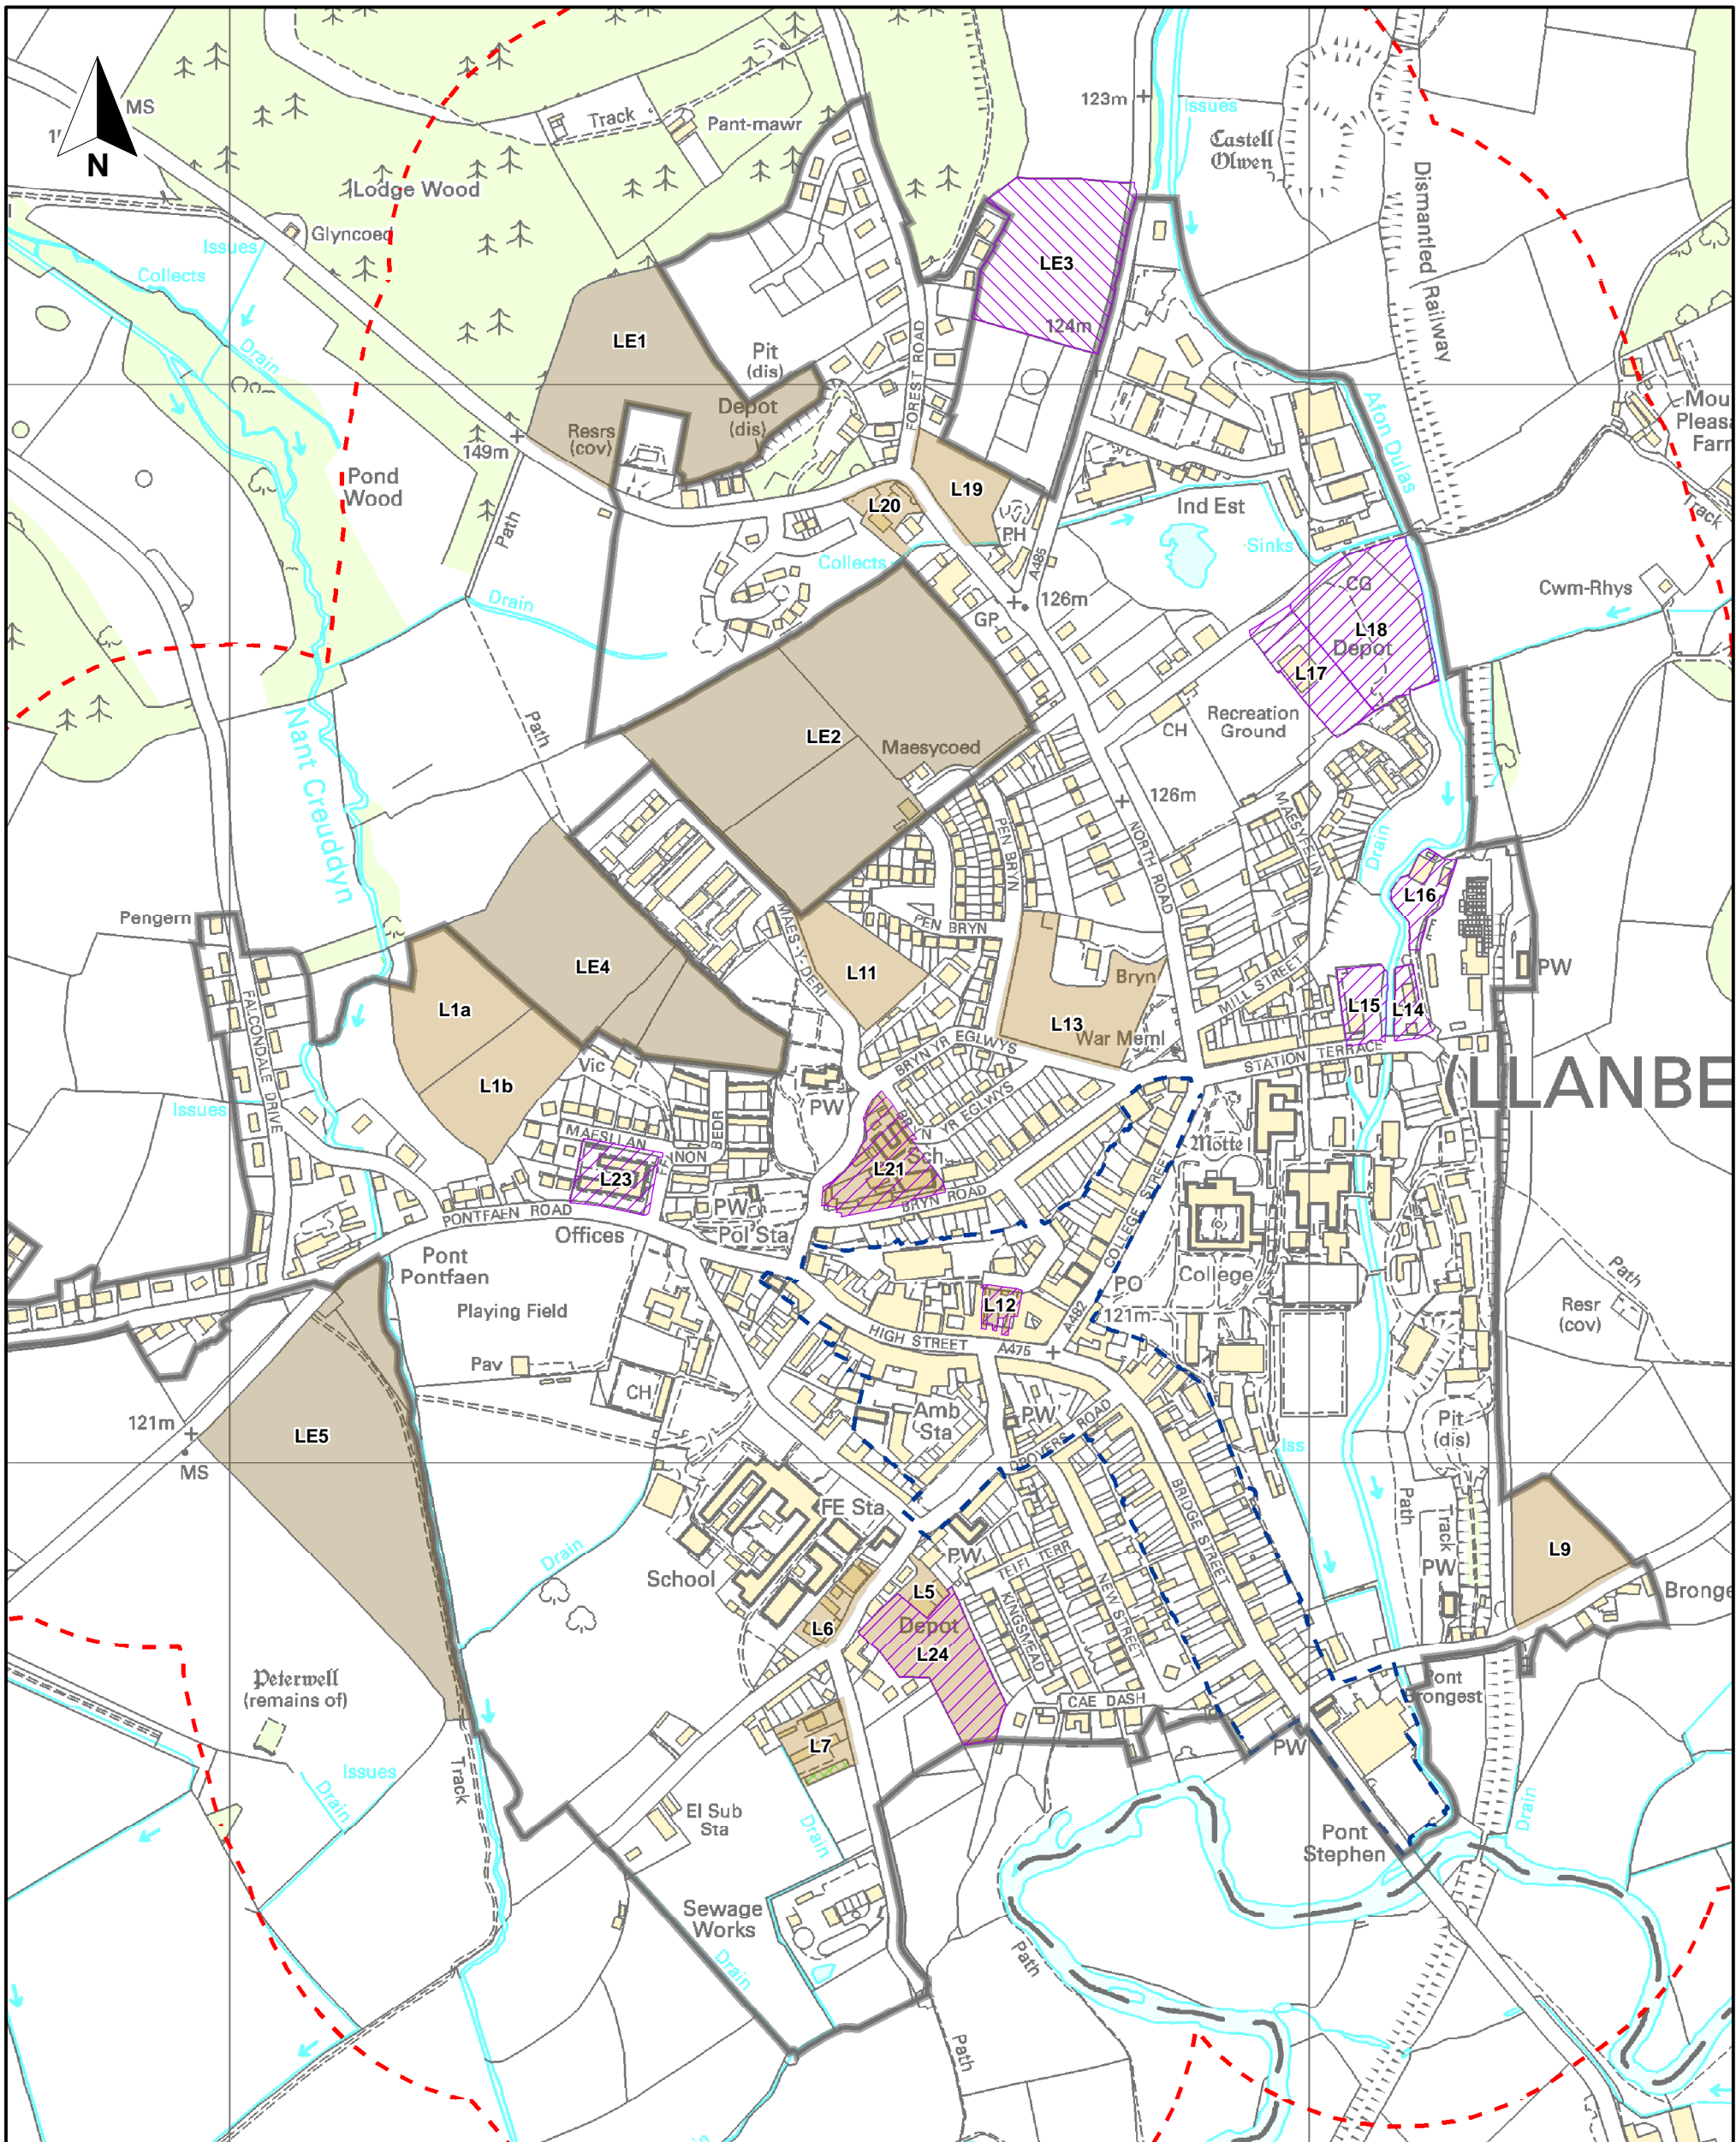 MS
N
Track
Pant-mawr
123m
Issues
Castell
Olwen
Lodge Wood
Glyncoed
Issues
Collects
Drain
Dismantled Railway
LE3
124m
LE1
Pit
(dis)
Depot
(dis)
FOREST ROAD
Resrs
(cov)
149m
Afon Dulas
Track
Pond
Wood
Path
L19
L20
PH
A485
Ind Est
Sinks
Collects
Drain
126m
GP
CG
L18
Depot
L17
Cwm-Rhys
Recreation
Ground
CH
Path
Nant Creuddyn
LE2
Maesycoed
126m
PEN BRYN
NORTH ROAD
MAESYFELIN
Drain
L16
Pengern
PEN BRYN
MAES-Y-DERI
L11
Bryn
LE4
L1a
L13
War Meml
MILL STREET
L15
L14
PW
FALCONDALE DRIVE
BRYN YR EGLWYS
STATION TERRACE
LLANBE
L1b
Vic
Issues
PW
BRYN YR EGLWYS
BEDR
MAESLLAN
NON
L23
L21
Sch
BRYN ROAD
Motte
COLLEGE STREET
PONTFAEN ROAD
Offices
PW
Pol Sta
Pont
Pontfaen
Playing Field
College
PO
121m
Path
Resr
(cov)
L12
A482
HIGH STREET
A475
Pav
CH
121m
MS
LE5
Amb
Sta
PW
DROVERS ROAD
Iss
Pit
(dis)
BRIDGE STREET
Path
Track
FE Sta
School
Drain
PW
TEIFI TERR
L9
PW
L5
L6
Depot
L24
KINGSMEAD
NEW STREET
Peterwell
(remains of)
CAE DASH
Pont
Brongest
L7
PW
Track
Issues
Drain
El Sub
Sta
Drain
Drain
Pont
Stephen
Sewage
Works
Drain
Path
Path